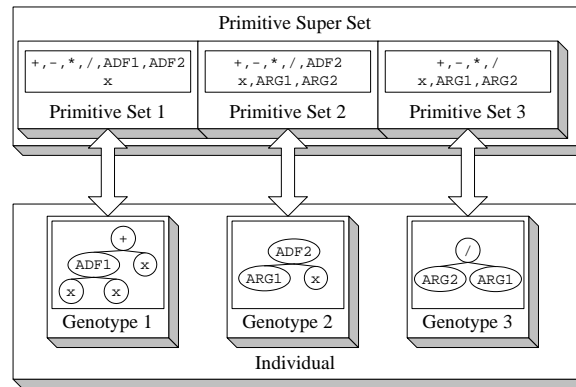 Primitive Super Set
+,-,*,/,ADF1,ADF2
x
Primitive Set 1
+,-,*,/,ADF2
x,ARG1,ARG2
Primitive Set 2
+,-,*,/
x,ARG1,ARG2
Primitive Set 3
+
ADF1
x
x
x
Genotype 1
ADF2
ARG1
x
Genotype 2
/
ARG2
ARG1
Genotype 3
Individual